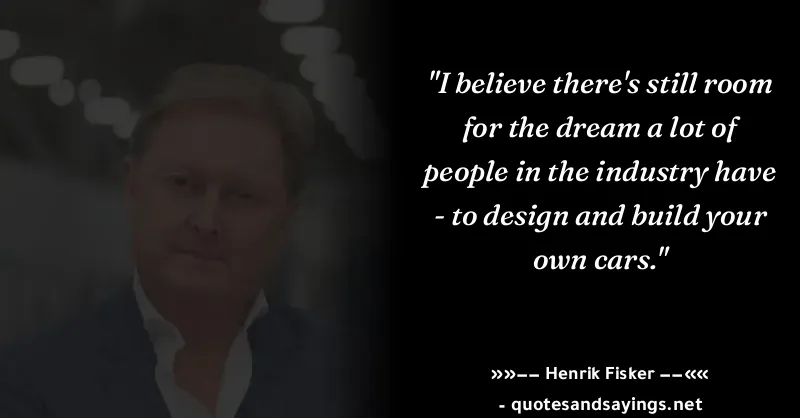 "I believe there's still room
for the dream a lot of
people in the industry have
- to design and build your
own cars."
»»−− Henrik Fisker −−««
- quotesandsayings.net